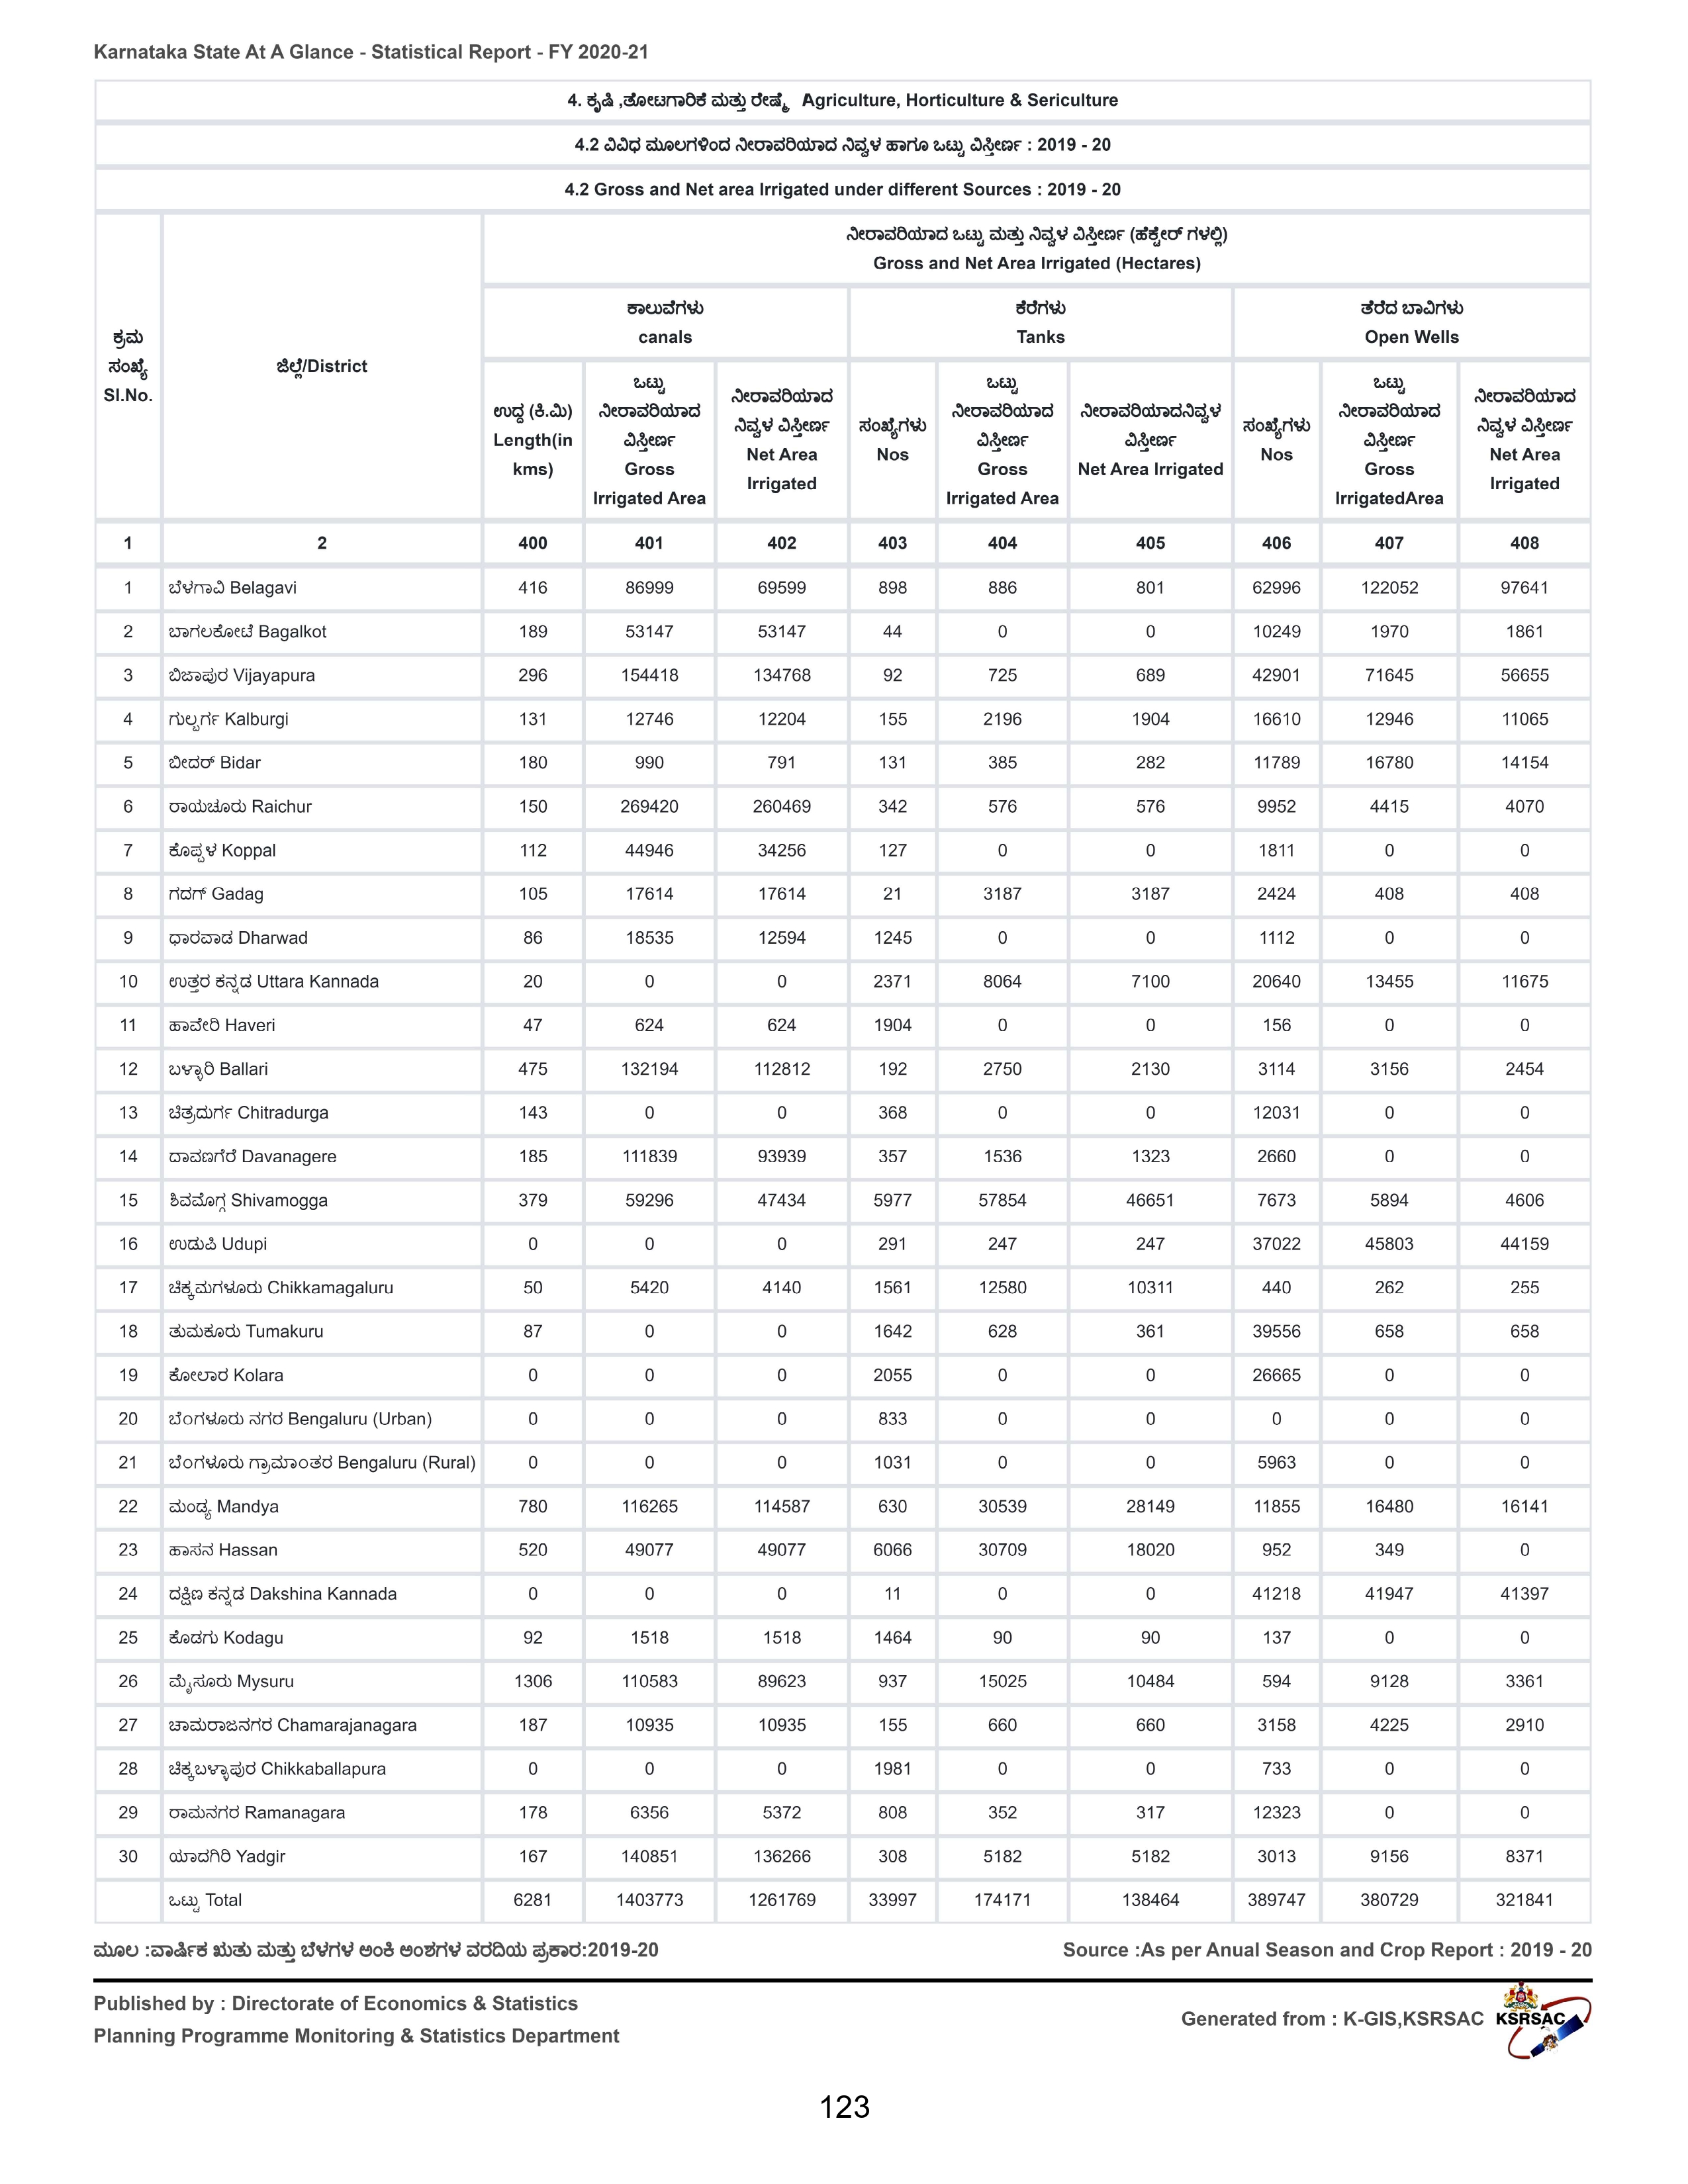 Karnataka State At A Glance - Statistical Report - FY 2020-21
4. ಕೃಷಿ ,ತೋಟಗಾರಿಕೆ ಮತ್ತು ರೇಷ್ಮೆ Agriculture, Horticulture & Sericulture
4.2 ವಿವಿಧ ಮೂಲಗಳಿಂದ ನೀರಾವರಿಯಾದ ನಿವ್ವಳ ಹಾಗೂ ಒಟ್ಟು ವಿಸ್ತೀರ್ಣ : 2019 - 20
4.2 Gross and Net area Irrigated under different Sources : 2019 - 20
ಕ್ರಮ ಸಂಖ್ಯೆ Sl.No.
ಜಿಲ್ಲೆ/District
ನೀರಾವರಿಯಾದ ಒಟ್ಟು ಮತ್ತು ನಿವ್ವಳ ವಿಸ್ತೀರ್ಣ (ಹೆಕ್ಟೇರ್ ಗಳಲ್ಲಿ)
Gross and Net Area Irrigated (Hectares)
ಕಾಲುವೆಗಳು ಕೆರೆಗಳು ತೆರೆದ ಬಾವಿಗಳು
canals Tanks Open Wells
ಉದ್ದ (ಕಿ.ಮಿ) Length(in kms)
ಒಟ್ಟು ನೀರಾವರಿಯಾದ ವಿಸ್ತೀರ್ಣ Gross Irrigated Area
ನೀರಾವರಿಯಾದ ನಿವ್ವಳ ವಿಸ್ತೀರ್ಣ Net Area Irrigated
ಸಂಖ್ಯೆಗಳು Nos
ಒಟ್ಟು ನೀರಾವರಿಯಾದ ವಿಸ್ತೀರ್ಣ Gross Irrigated Area
ನೀರಾವರಿಯಾದನಿವ್ವಳ ವಿಸ್ತೀರ್ಣ Net Area Irrigated
ಸಂಖ್ಯೆಗಳು Nos
ಒಟ್ಟು ನೀರಾವರಿಯಾದ ವಿಸ್ತೀರ್ಣ Gross IrrigatedArea
ನೀರಾವರಿಯಾದ ನಿವ್ವಳ ವಿಸ್ತೀರ್ಣ Net Area Irrigated
1 2 400 401 402 403 404 405 406 407 408
1 ಬೆಳಗಾವಿ Belagavi 416 86999 69599 898 886 801 62996 122052 97641
2 ಬಾಗಲಕೋಟೆ Bagalkot 189 53147 53147 44 0 0 10249 1970 1861
3 ಬಿಜಾಪುರ Vijayapura 296 154418 134768 92 725 689 42901 71645 56655
4 ಗುಲ್ಬರ್ಗ Kalburgi 131 12746 12204 155 2196 1904 16610 12946 11065
5 ಬೀದರ್ Bidar 180 990 791 131 385 282 11789 16780 14154
6 ರಾಯಚೂರು Raichur 150 269420 260469 342 576 576 9952 4415 4070
7 ಕೊಪ್ಪಳ Koppal 112 44946 34256 127 0 0 1811 0 0
8 ಗದಗ್ Gadag 105 17614 17614 21 3187 3187 2424 408 408
9 ಧಾರವಾಡ Dharwad 86 18535 12594 1245 0 0 1112 0 0
10 ಉತ್ತರ ಕನ್ನಡ Uttara Kannada 20 0 0 2371 8064 7100 20640 13455 11675
11 ಹಾವೇರಿ Haveri 47 624 624 1904 0 0 156 0 0
12 ಬಳ್ಳಾರಿ Ballari 475 132194 112812 192 2750 2130 3114 3156 2454
13 ಚಿತ್ರದುರ್ಗ Chitradurga 143 0 0 368 0 0 12031 0 0
14 ದಾವಣಗೆರೆ Davanagere 185 111839 93939 357 1536 1323 2660 0 0
15 ಶಿವಮೊಗ್ಗ Shivamogga 379 59296 47434 5977 57854 46651 7673 5894 4606
16 ಉಡುಪಿ Udupi 0 0 0 291 247 247 37022 45803 44159
17 ಚಿಕ್ಕಮಗಳೂರು Chikkamagaluru 50 5420 4140 1561 12580 10311 440 262 255
18 ತುಮಕೂರು Tumakuru 87 0 0 1642 628 361 39556 658 658
19 ಕೋಲಾರ Kolara 0 0 0 2055 0 0 26665 0 0
20 ಬೆಂಗಳೂರು ನಗರ Bengaluru (Urban) 0 0 0 833 0 0 0 0 0
21 ಬೆಂಗಳೂರು ಗ್ರಾಮಾಂತರ Bengaluru (Rural) 0 0 0 1031 0 0 5963 0 0
22 ಮಂಡ್ಯ Mandya 780 116265 114587 630 30539 28149 11855 16480 16141
23 ಹಾಸನ Hassan 520 49077 49077 6066 30709 18020 952 349 0
24 ದಕ್ಷಿಣ ಕನ್ನಡ Dakshina Kannada 0 0 0 11 0 0 41218 41947 41397
25 ಕೊಡಗು Kodagu 92 1518 1518 1464 90 90 137 0 0
26 ಮೈಸೂರು Mysuru 1306 110583 89623 937 15025 10484 594 9128 3361
27 ಚಾಮರಾಜನಗರ Chamarajanagara 187 10935 10935 155 660 660 3158 4225 2910
28 ಚಿಕ್ಕಬಳ್ಳಾಪುರ Chikkaballapura 0 0 0 1981 0 0 733 0 0
29 ರಾಮನಗರ Ramanagara 178 6356 5372 808 352 317 12323 0 0
30 ಯಾದಗಿರಿ Yadgir 167 140851 136266 308 5182 5182 3013 9156 8371
ಒಟ್ಟು Total 6281 1403773 1261769 33997 174171 138464 389747 380729 321841
ಮೂಲ :ವಾರ್ಷಿಕ ಋತು ಮತ್ತು ಬೆಳೆಗಳ ಅಂಕಿ ಅಂಶಗಳ ವರದಿಯ ಪ್ರಕಾರ:2019-20 Source :As per Anual Season and Crop Report : 2019 - 20
Published by : Directorate of Economics & Statistics
Planning Programme Monitoring & Statistics Department
Generated from : K-GIS,KSRSAC KSRSAC
123